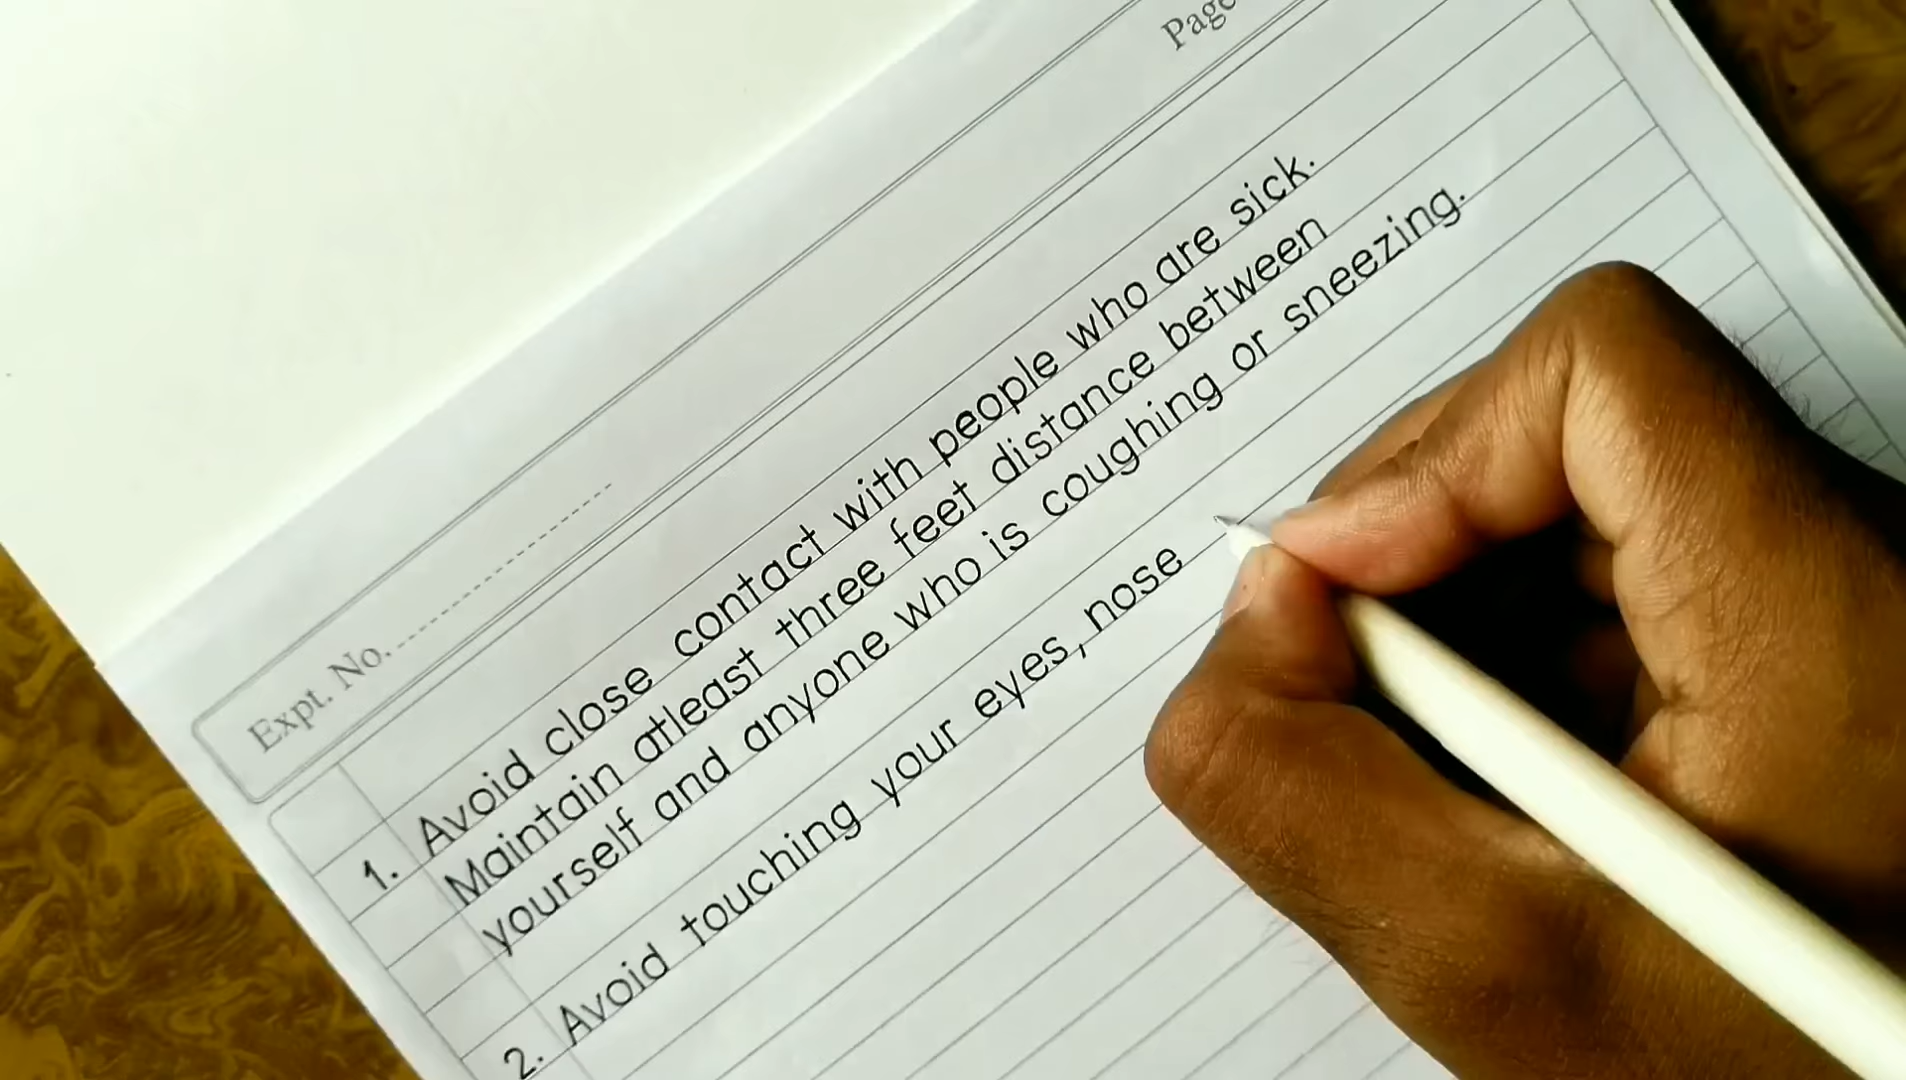 Page
Expt. No.
1. Avoid close contact with people who are sick.
Maintain atleast three feet distance between
yourself and anyone who is coughing or sneezing.
2. Avoid touching your eyes, nose